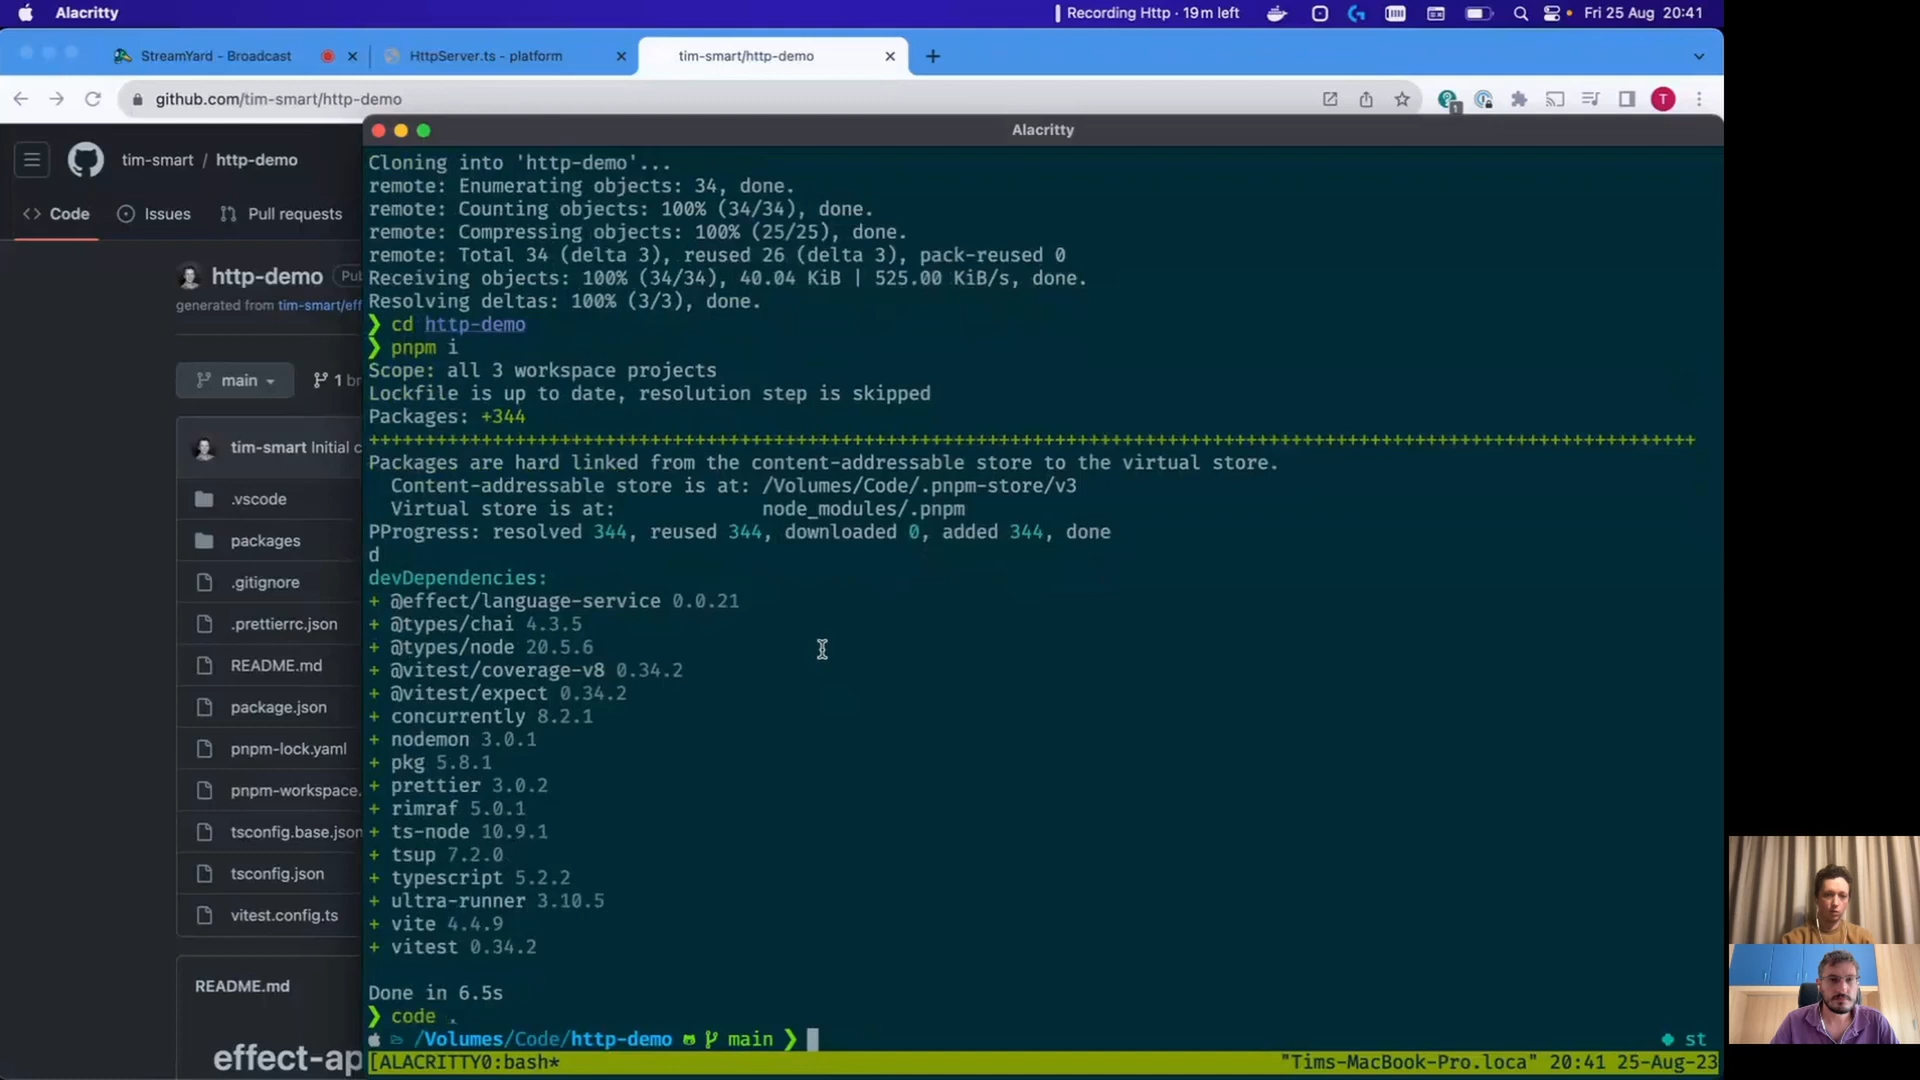 Alacritty
Recording Http · 19m left
Fri 25 Aug 20:41
StreamYard - Broadcast
HttpServer.ts - platform
tim-smart/http-demo
github.com/tim-smart/http-demo
1
T
tim-smart / http-demo
Code
Issues
Pull requests
http-demo
Pu
generated from tim-smart/eff
main
1 br
tim-smart Initial c
.vscode
packages
.gitignore
.prettierrc.json
README.md
package.json
pnpm-lock.yaml
pnpm-workspace.
tsconfig.base.json
tsconfig.json
vitest.config.ts
README.md
effect-ap
Alacritty
Cloning into 'http-demo'...
remote: Enumerating objects: 34, done.
remote: Counting objects: 100% (34/34), done.
remote: Compressing objects: 100% (25/25), done.
remote: Total 34 (delta 3), reused 26 (delta 3), pack-reused 0
Receiving objects: 100% (34/34), 40.04 KiB | 525.00 KiB/s, done.
Resolving deltas: 100% (3/3), done.
❯ cd http-demo
❯ pnpm i
Scope: all 3 workspace projects
Lockfile is up to date, resolution step is skipped
Packages: +344
++++++++++++++++++++++++++++++++++++++++++++++++++++++++++++++++++++++++++++++++++++++++++++++++++++++++++++++++++++++
Packages are hard linked from the content-addressable store to the virtual store.
Content-addressable store is at: /Volumes/Code/.pnpm-store/v3
Virtual store is at: node_modules/.pnpm
PProgress: resolved 344, reused 344, downloaded 0, added 344, done
d
devDependencies:
+ @effect/language-service 0.0.21
+ @types/chai 4.3.5
+ @types/node 20.5.6
+ @vitest/coverage-v8 0.34.2
+ @vitest/expect 0.34.2
+ concurrently 8.2.1
+ nodemon 3.0.1
+ pkg 5.8.1
+ prettier 3.0.2
+ rimraf 5.0.1
+ ts-node 10.9.1
+ tsup 7.2.0
+ typescript 5.2.2
+ ultra-runner 3.10.5
+ vite 4.4.9
+ vitest 0.34.2
Done in 6.5s
❯ code .
/Volumes/Code/http-demo main ❯
st
[ALACRITTY0:bash*
"Tims-MacBook-Pro.loca" 20:41 25-Aug-23